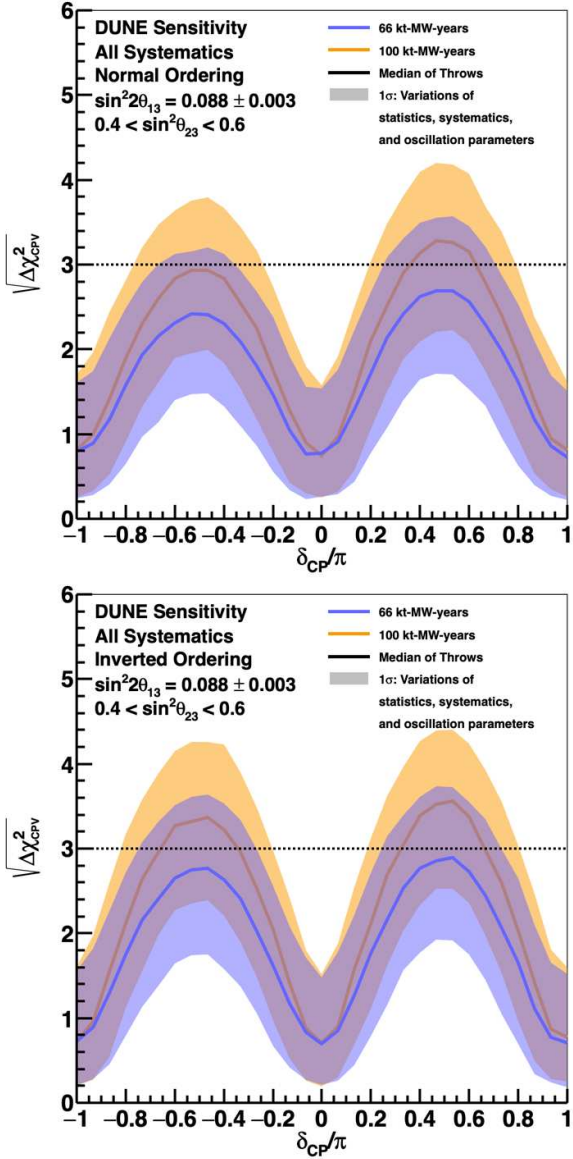 DUNE Sensitivity
All Systematics
Normal Ordering
sin²2θ₁₃ = 0.088 ± 0.003
0.4 < sin²θ₂₃ < 0.6
66 kt-MW-years
100 kt-MW-years
Median of Throws
1σ: Variations of
statistics, systematics,
and oscillation parameters
√Δχ²CPV
6
5
4
3
2
1
0
−1 −0.8 −0.6 −0.4 −0.2 0 0.2 0.4 0.6 0.8 1
δCP/π
DUNE Sensitivity
All Systematics
Inverted Ordering
sin²2θ₁₃ = 0.088 ± 0.003
0.4 < sin²θ₂₃ < 0.6
66 kt-MW-years
100 kt-MW-years
Median of Throws
1σ: Variations of
statistics, systematics,
and oscillation parameters
√Δχ²CPV
6
5
4
3
2
1
0
−1 −0.8 −0.6 −0.4 −0.2 0 0.2 0.4 0.6 0.8 1
δCP/π